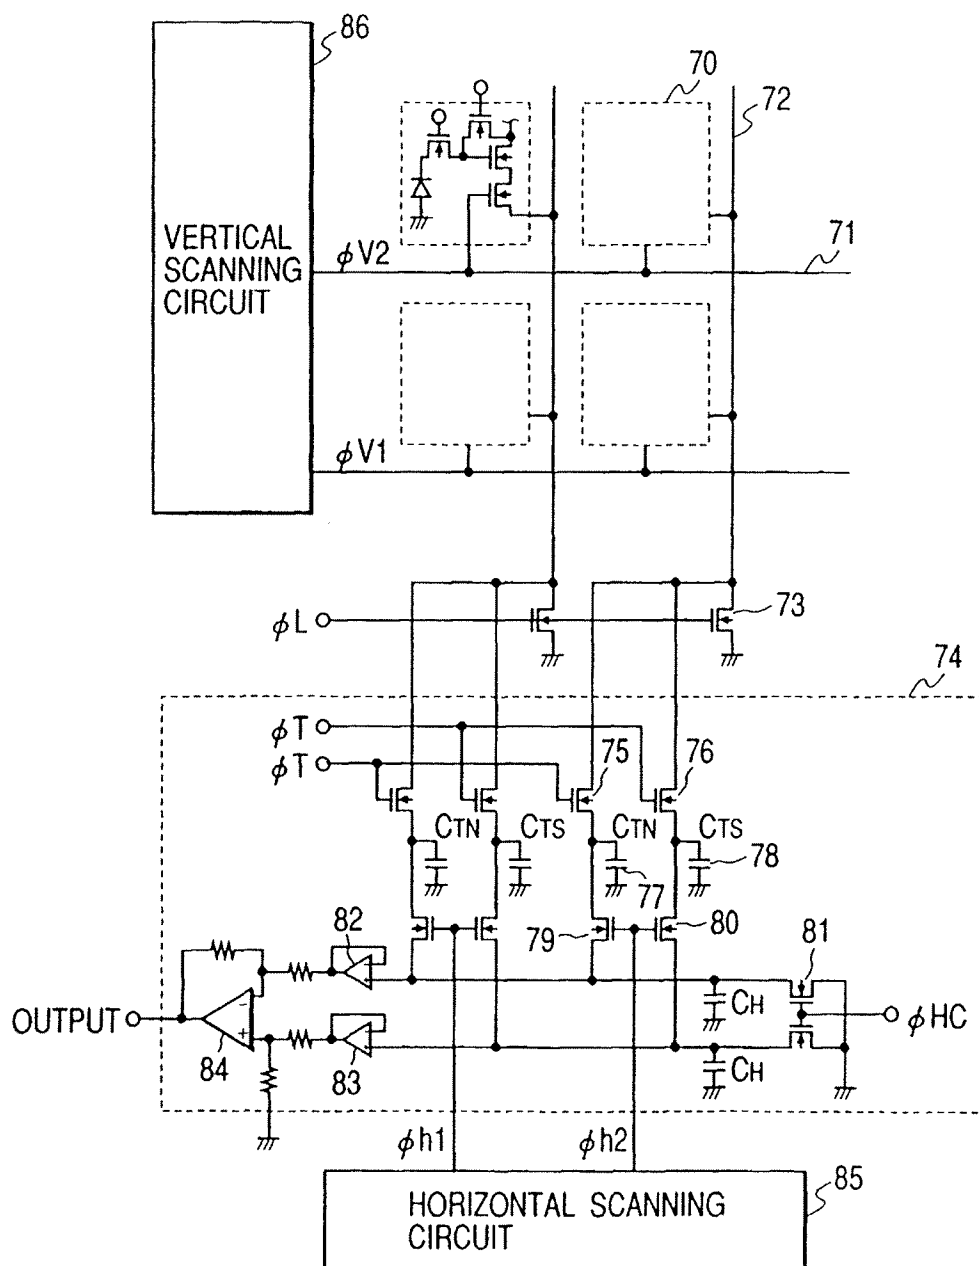 86
70
72
VERTICAL
SCANNING
CIRCUIT
ϕV2
71
ϕV1
ϕL
73
74
ϕT
ϕT
75
76
CTN
CTS
CTN
CTS
77
78
82
79
80
81
OUTPUT
-
+
84
83
CH
CH
ϕHC
ϕh1
ϕh2
85
HORIZONTAL SCANNING
CIRCUIT